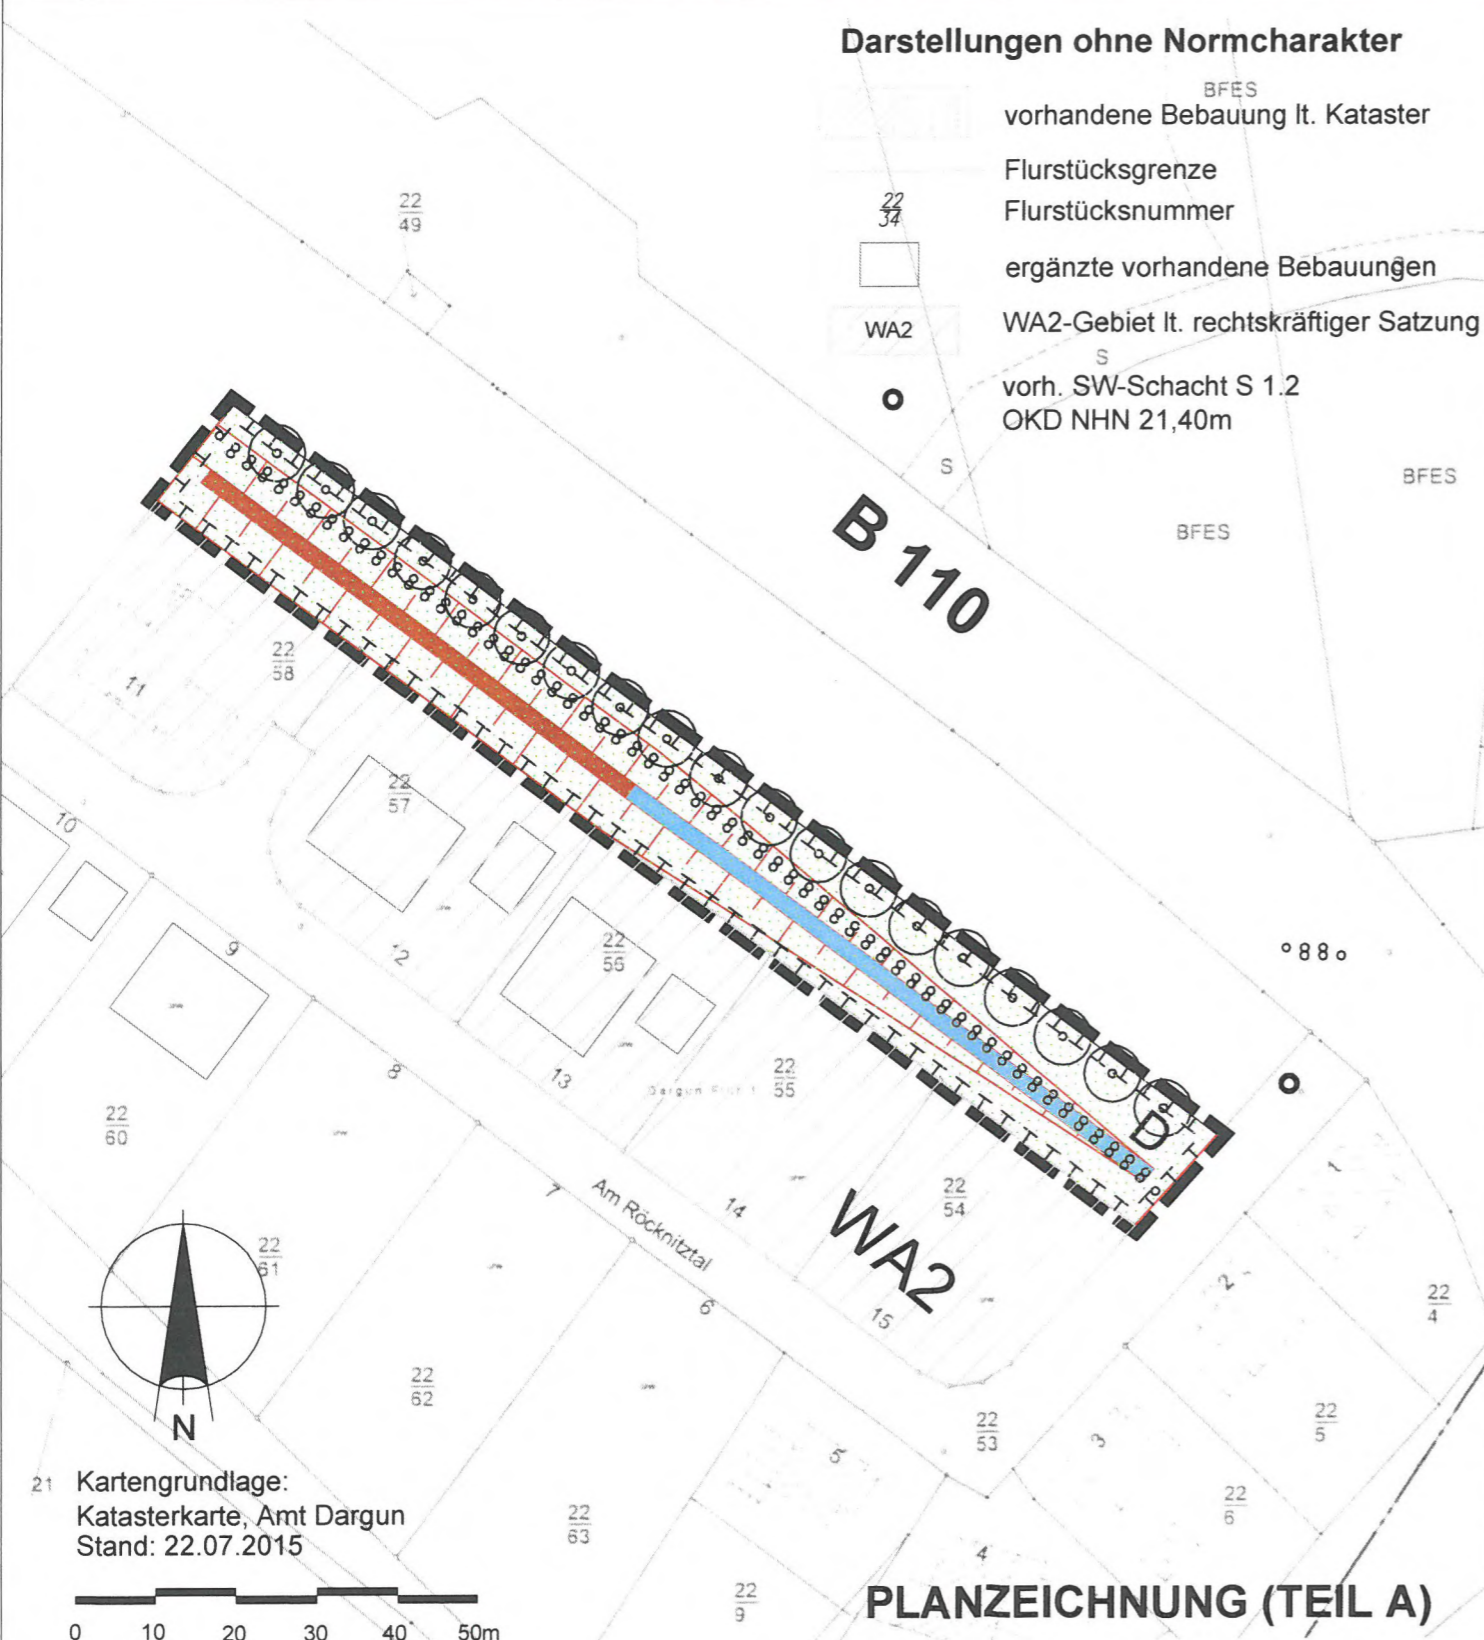 Darstellungen ohne Normcharakter
BFES
vorhandene Bebauung lt. Kataster
Flurstücksgrenze
22
34
Flurstücksnummer
ergänzte vorhandene Bebauungen
S
WA2
WA2-Gebiet lt. rechtskräftiger Satzung
S
vorh. SW-Schacht S 1.2
OKD NHN 21,40m
22
49
S
BFES
BFES
B 110
22
58
11
22
57
10
22
56
9
12
22
55
13
8
22
60
D
1
22
54
7
Am Röcknitztal
14
WA2
2
22
61
22
4
6
15
22
62
N
22
53
22
5
3
5
21
Kartengrundlage:
Katasterkarte, Amt Dargun
Stand: 22.07.2015
22
63
22
6
4
22
9
PLANZEICHNUNG (TEIL A)
0 10 20 30 40 50m